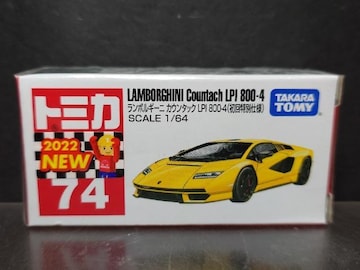 LAMBORGHINI Countach LPI 800-4
ランボルギーニ カウンタック LPI 800-4(初回特別仕様)
SCALE 1/64
TAKARA
TOMY
トミカ
2022
NEW
74